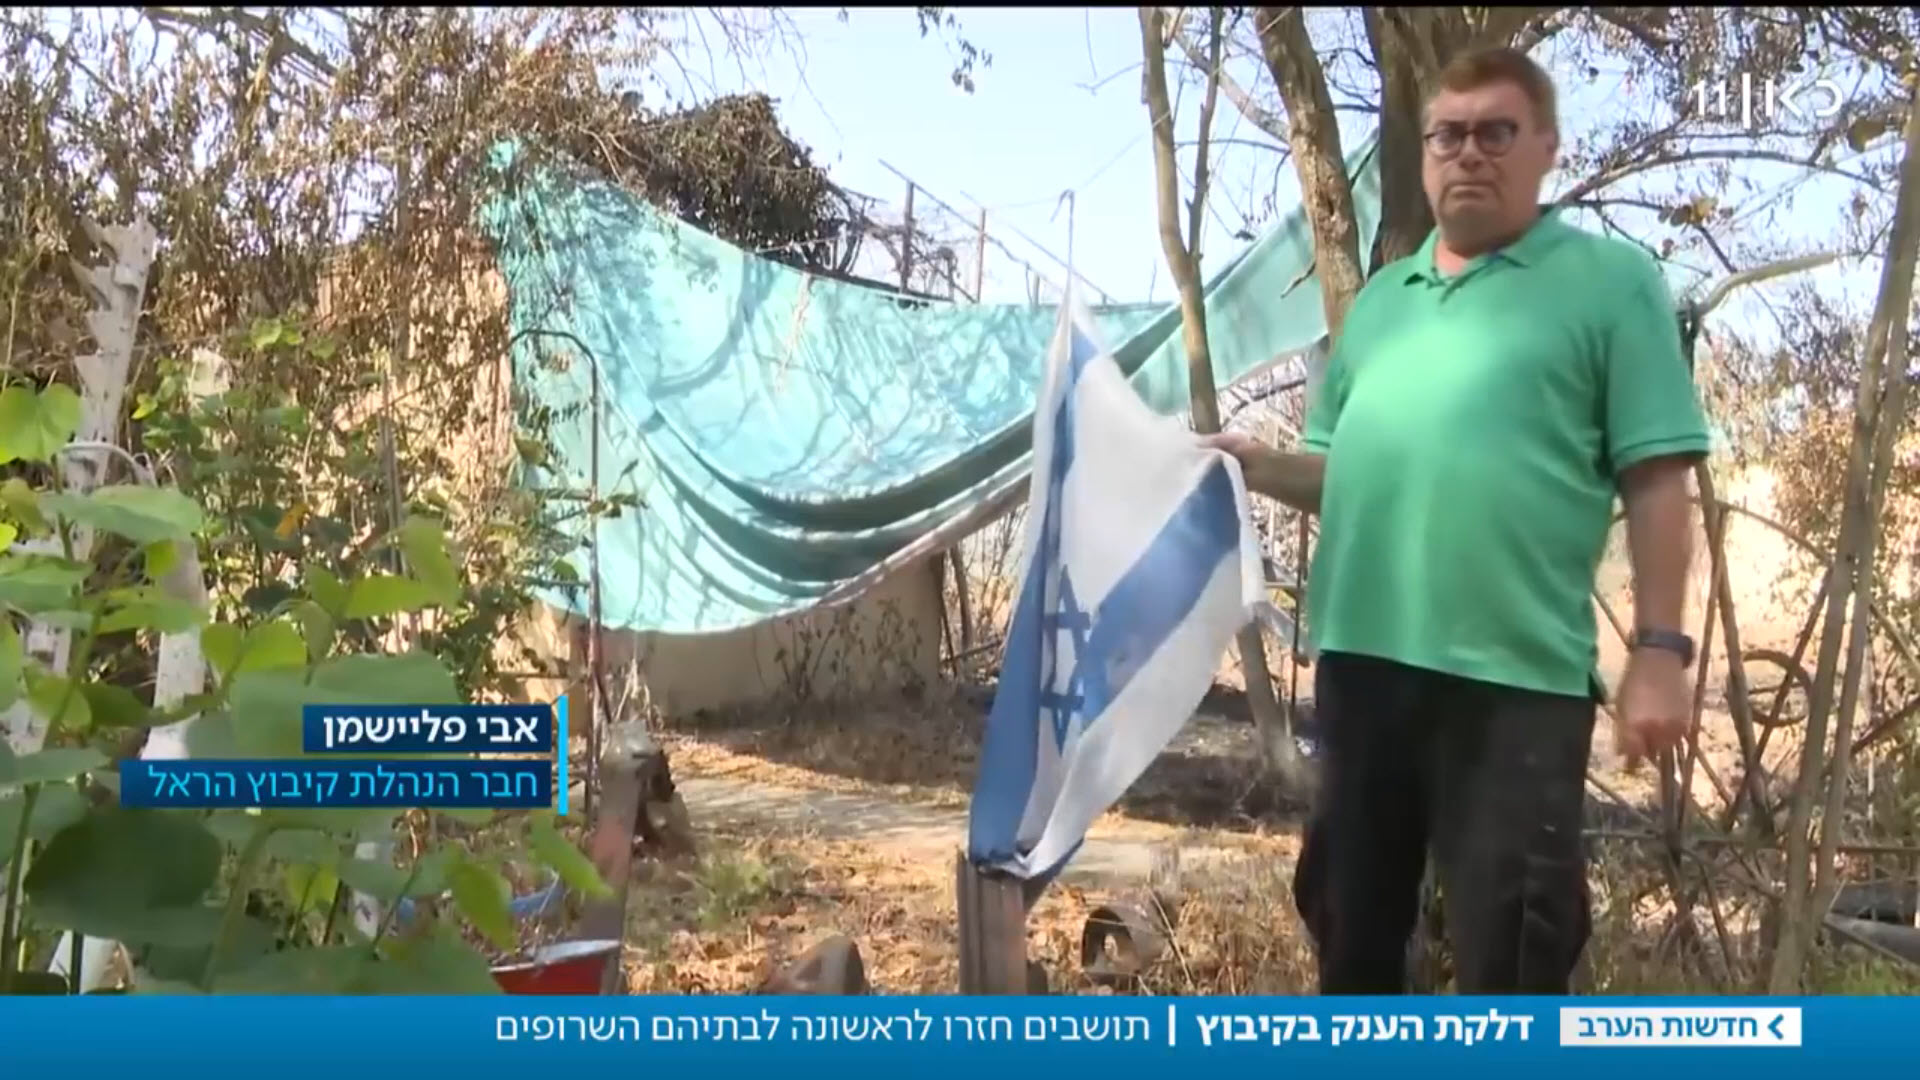 כאן 11
אבי פליישמן
חבר הנהלת קיבוץ הראל
חדשות הערב
דלקת הענק בקיבוץ | תושבים חזרו לראשונה לבתיהם השרופים